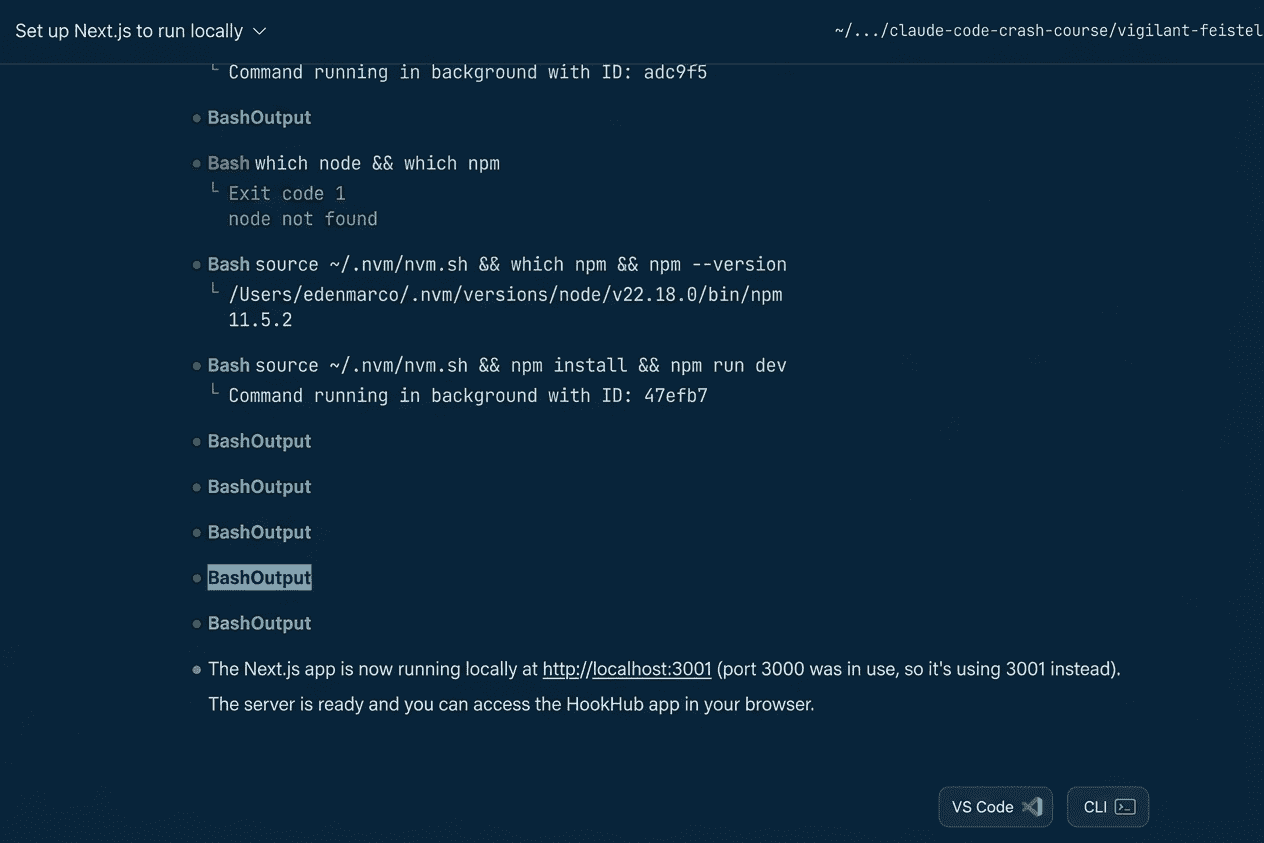 Set up Next.js to run locally
~/.../claude-code-crash-course/vigilant-feistel
└ Command running in background with ID: adc9f5
● BashOutput
● Bash which node && which npm
└ Exit code 1
node not found
● Bash source ~/.nvm/nvm.sh && which npm && npm --version
└ /Users/edenmarco/.nvm/versions/node/v22.18.0/bin/npm
11.5.2
● Bash source ~/.nvm/nvm.sh && npm install && npm run dev
└ Command running in background with ID: 47efb7
● BashOutput
● BashOutput
● BashOutput
● BashOutput
● BashOutput
● The Next.js app is now running locally at http://localhost:3001 (port 3000 was in use, so it's using 3001 instead).
The server is ready and you can access the HookHub app in your browser.
VS Code
CLI